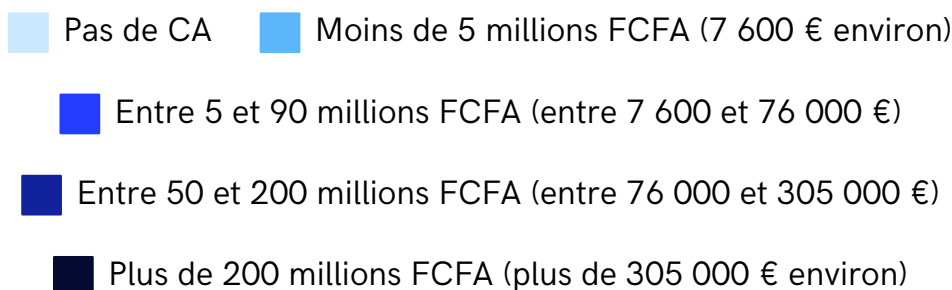 Pas de CA Moins de 5 millions FCFA (7 600 € environ)
Entre 5 et 90 millions FCFA (entre 7 600 et 76 000 €)
Entre 50 et 200 millions FCFA (entre 76 000 et 305 000 €)
Plus de 200 millions FCFA (plus de 305 000 € environ)